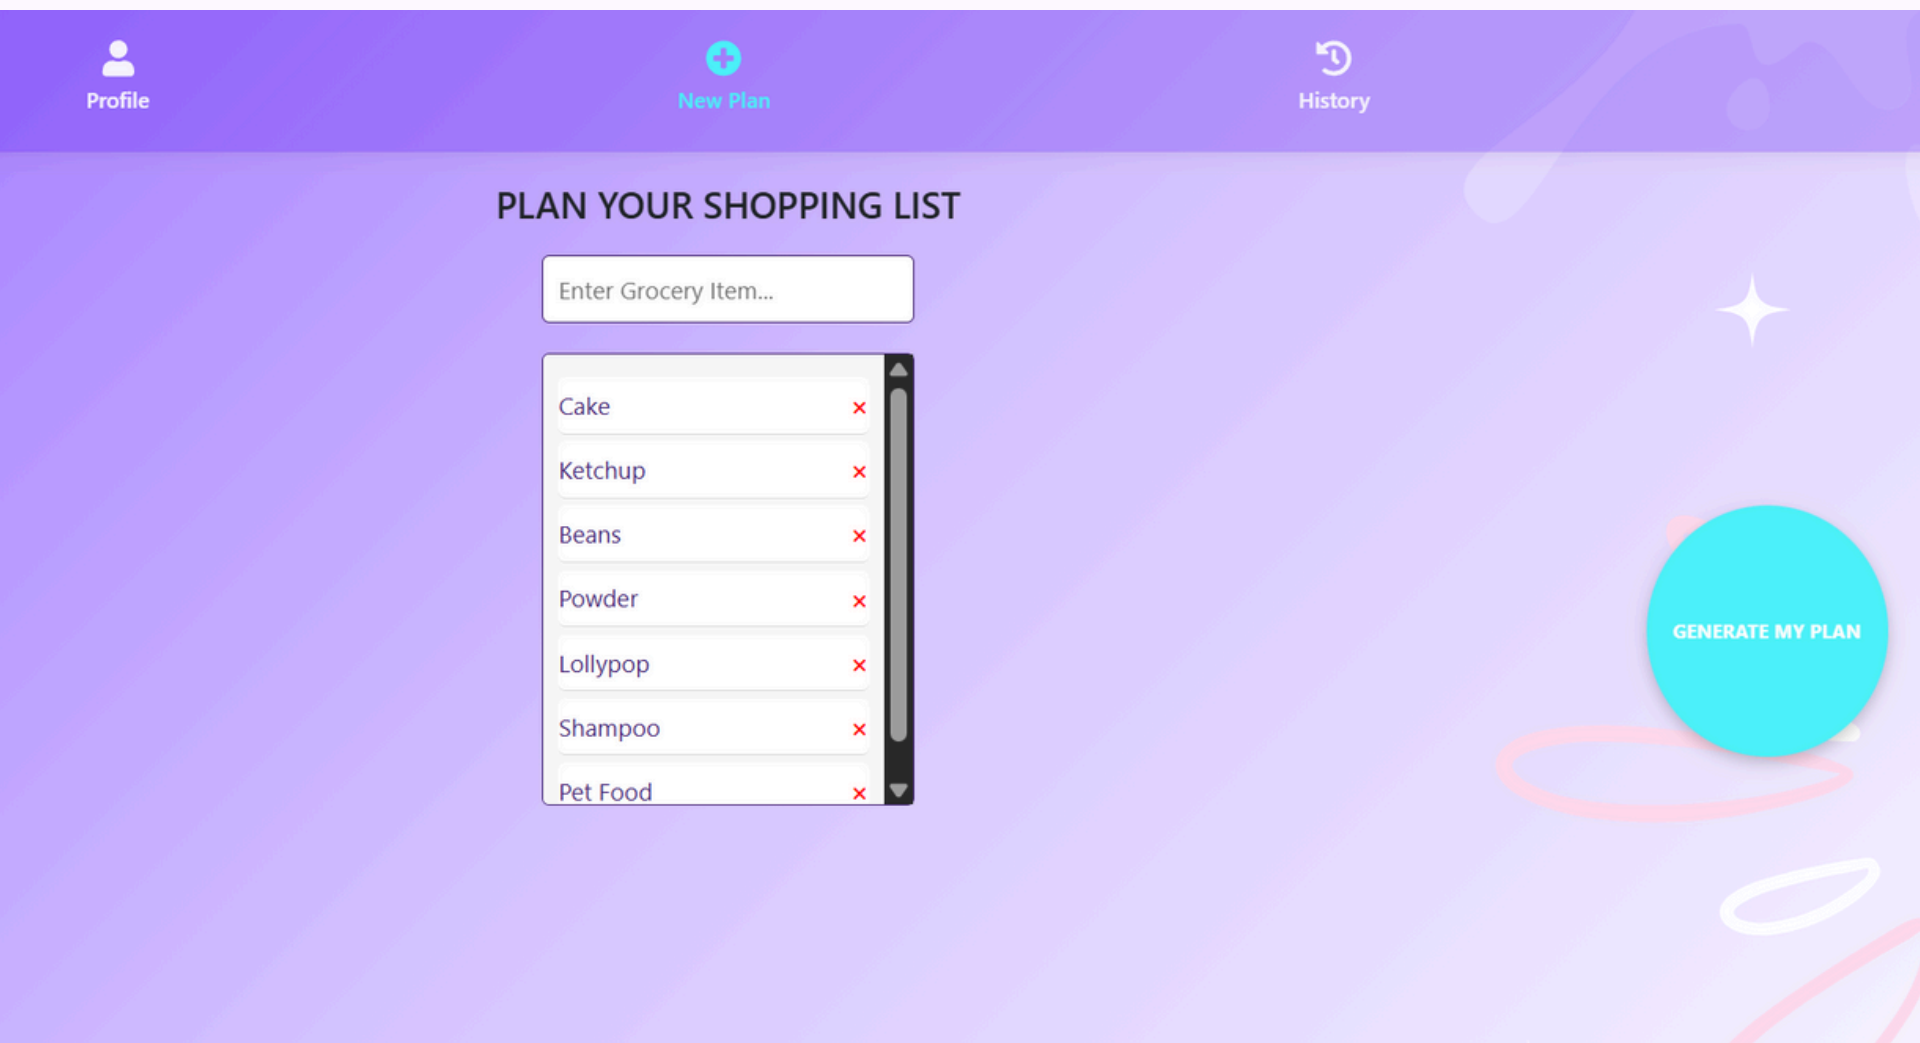 Profile
New Plan
History
PLAN YOUR SHOPPING LIST
Enter Grocery Item...
Cake ×
Ketchup ×
Beans ×
Powder ×
Lollypop ×
Shampoo ×
Pet Food ×
GENERATE MY PLAN